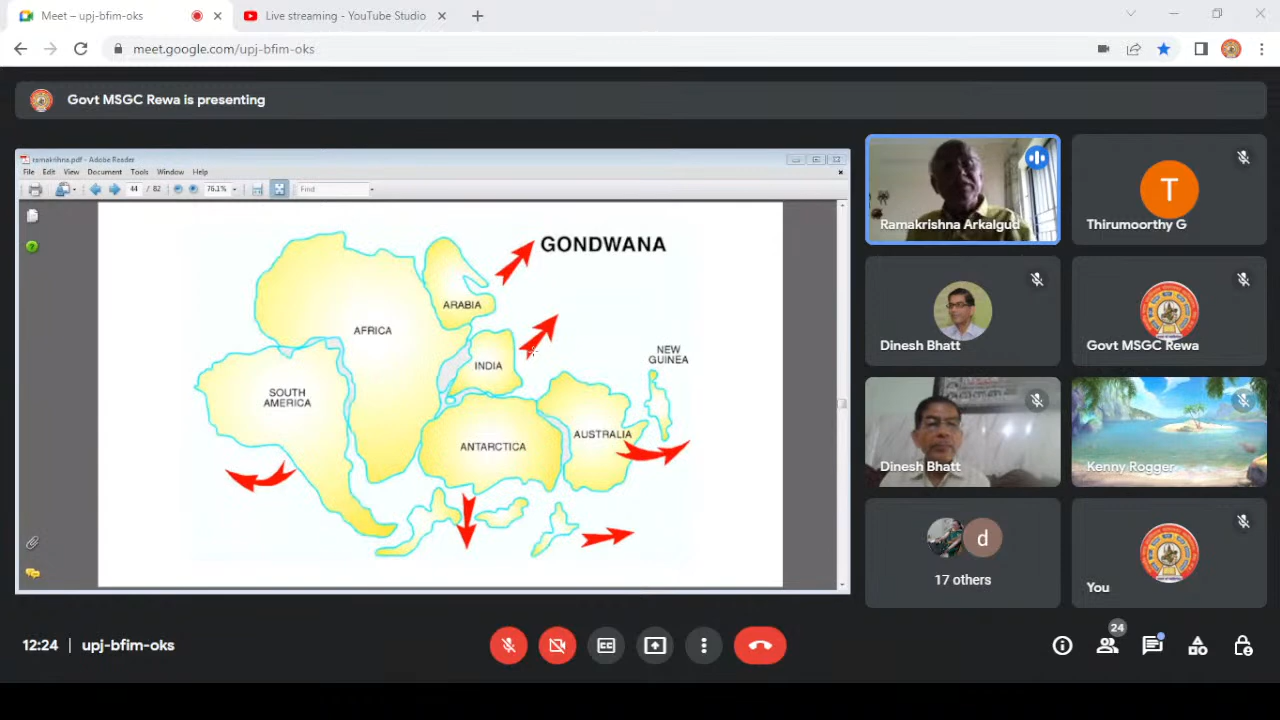 Meet – upj-bfim-oks
Live streaming - YouTube Studio
meet.google.com/upj-bfim-oks
Govt MSGC Rewa is presenting
ramakrishna.pdf - Adobe Reader
File Edit View Document Tools Window Help
44 / 82 76.1% Find
GONDWANA
ARABIA
AFRICA
INDIA
NEW
GUINEA
SOUTH
AMERICA
AUSTRALIA
ANTARCTICA
Ramakrishna Arkalgud
T
Thirumoorthy G
Dinesh Bhatt
Govt MSGC Rewa
Dinesh Bhatt
Kenny Rogger
d
17 others
You
12:24 | upj-bfim-oks
CC
24